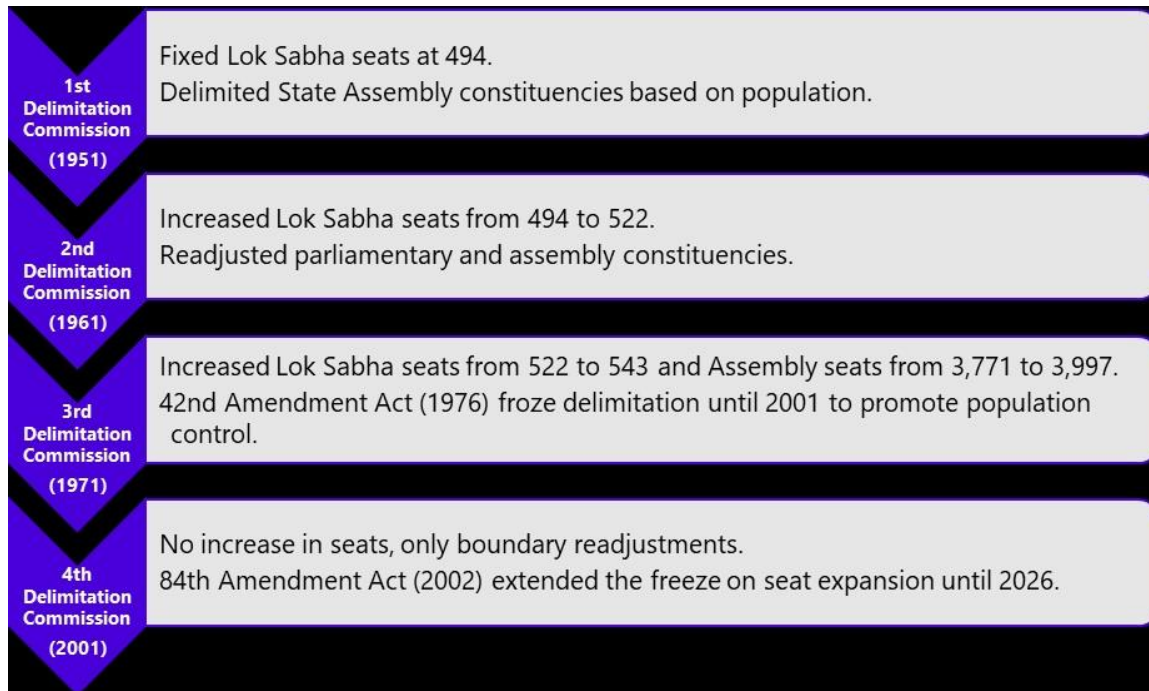 1st
Delimitation
Commission
(1951)
Fixed Lok Sabha seats at 494.
Delimited State Assembly constituencies based on population.
2nd
Delimitation
Commission
(1961)
Increased Lok Sabha seats from 494 to 522.
Readjusted parliamentary and assembly constituencies.
3rd
Delimitation
Commission
(1971)
Increased Lok Sabha seats from 522 to 543 and Assembly seats from 3,771 to 3,997.
42nd Amendment Act (1976) froze delimitation until 2001 to promote population
control.
4th
Delimitation
Commission
(2001)
No increase in seats, only boundary readjustments.
84th Amendment Act (2002) extended the freeze on seat expansion until 2026.